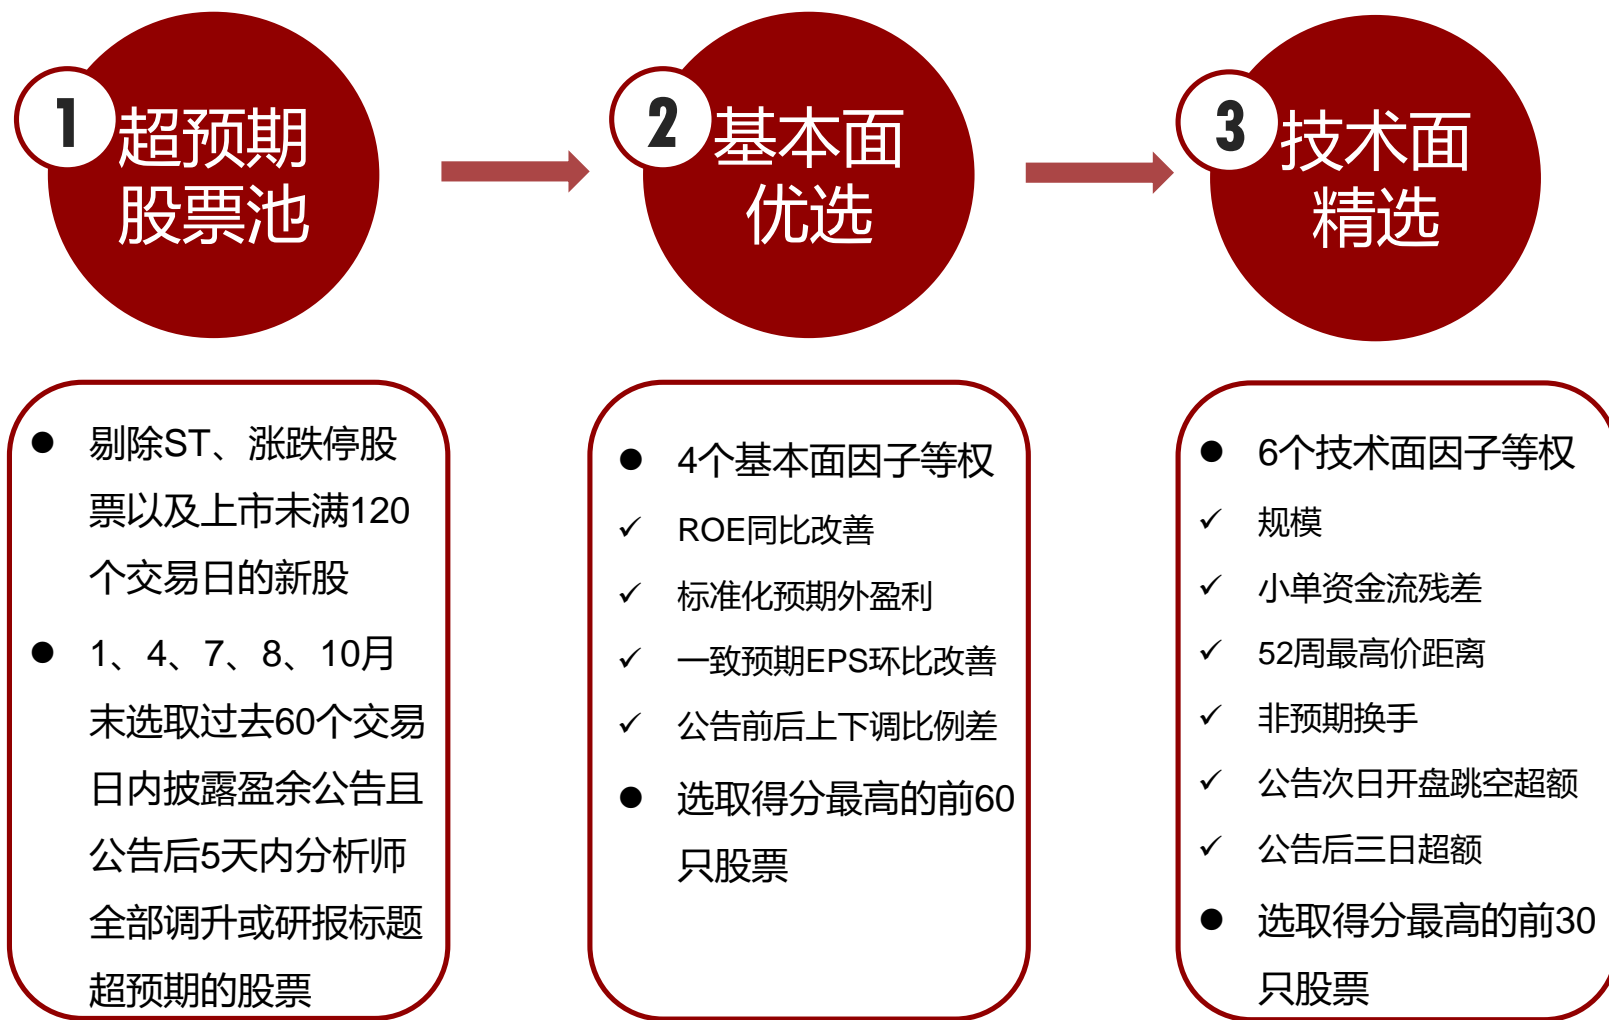 1
超预期
股票池
2
基本面
优选
3
技术面
精选
● 剔除ST、涨跌停股
票以及上市未满120
个交易日的新股
● 1、4、7、8、10月
末选取过去60个交易
日内披露盈余公告且
公告后5天内分析师
全部调升或研报标题
超预期的股票
● 4个基本面因子等权
✓ ROE同比改善
✓ 标准化预期外盈利
✓ 一致预期EPS环比改善
✓ 公告前后上下调比例差
● 选取得分最高的前60
只股票
● 6个技术面因子等权
✓ 规模
✓ 小单资金流残差
✓ 52周最高价距离
✓ 非预期换手
✓ 公告次日开盘跳空超额
✓ 公告后三日超额
● 选取得分最高的前30
只股票